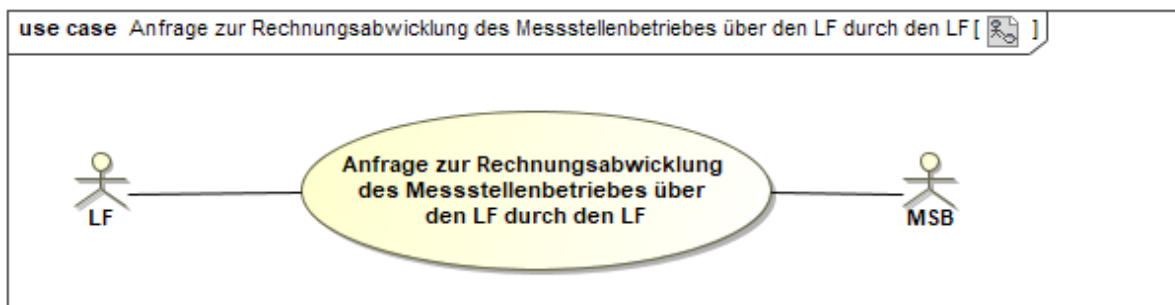 use case Anfrage zur Rechnungsabwicklung des Messstellenbetriebes über den LF durch den LF [ ]
Anfrage zur Rechnungsabwicklung
des Messstellenbetriebes über
den LF durch den LF
LF
MSB